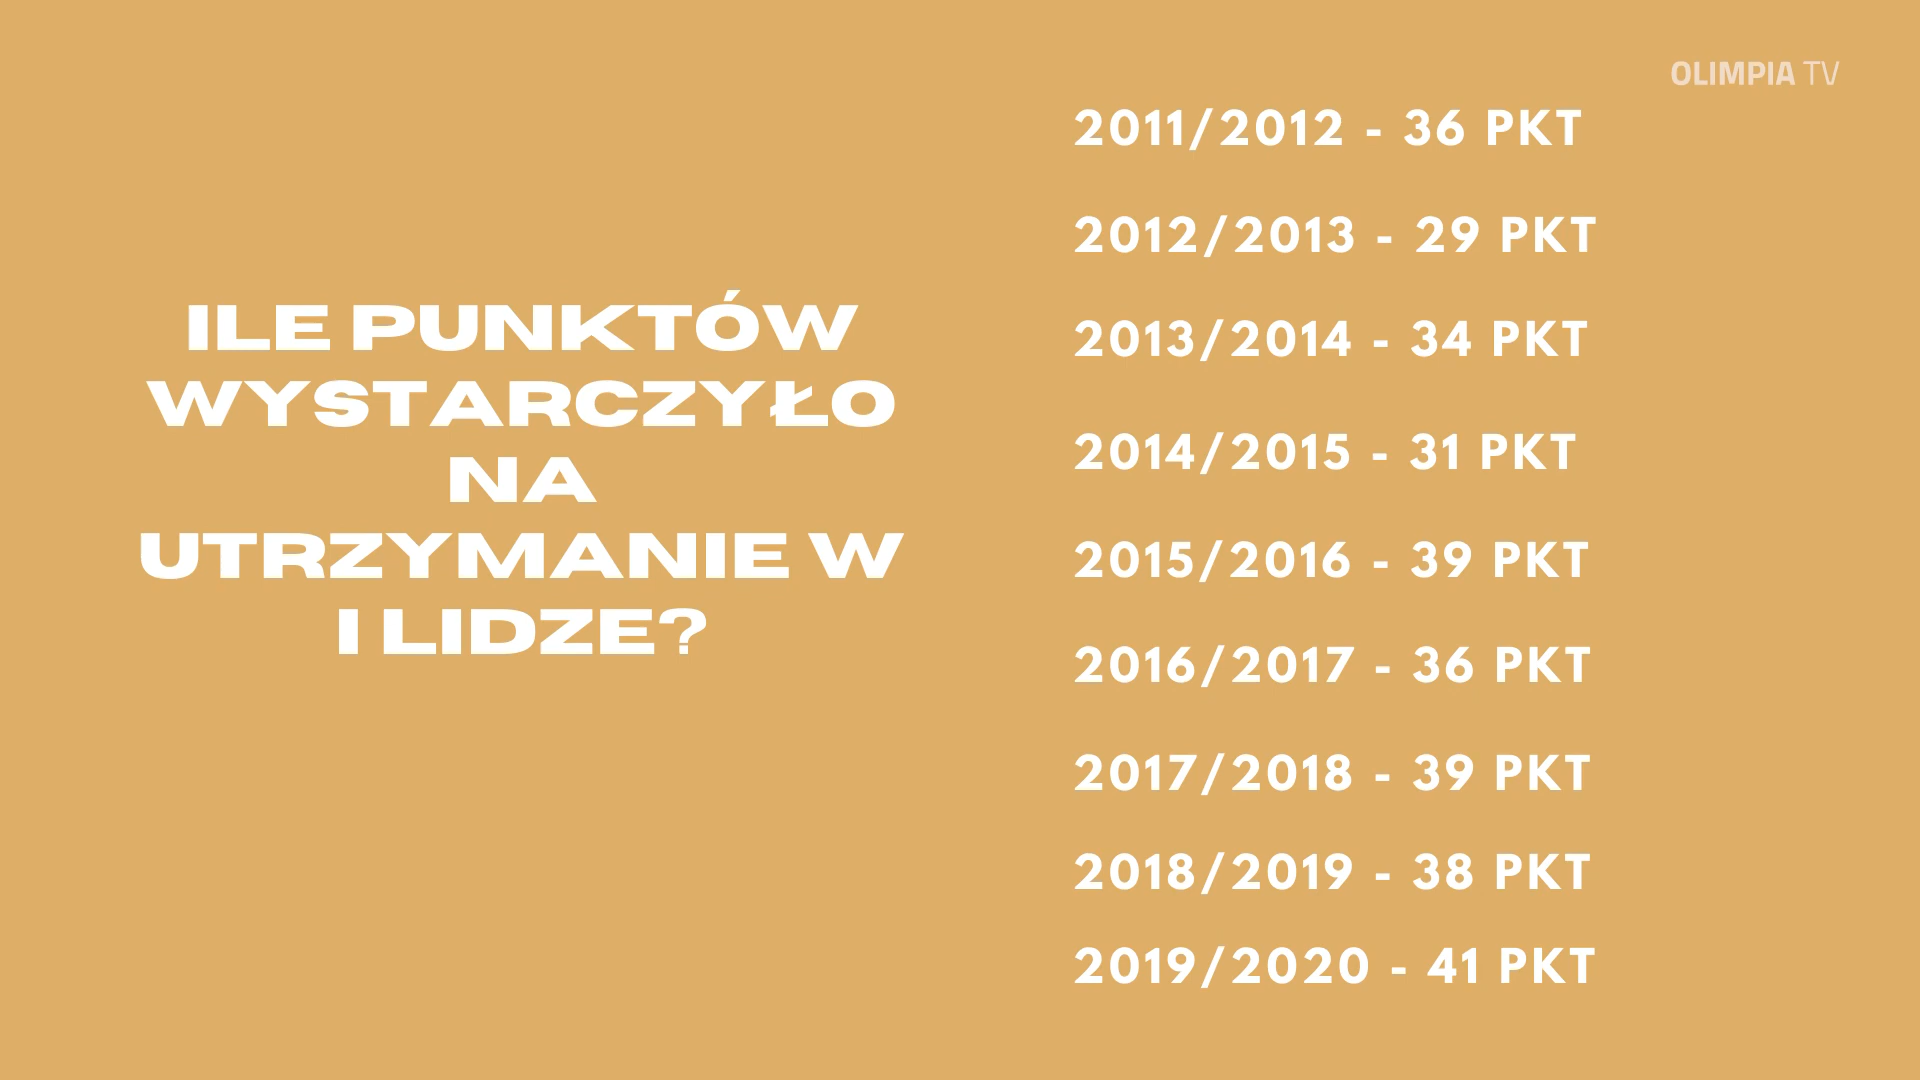 OLIMPIA TV
ILE PUNKTÓW
WYSTARCZYŁO
NA
UTRZYMANIE W
I LIDZE?
2011/2012 - 36 PKT
2012/2013 - 29 PKT
2013/2014 - 34 PKT
2014/2015 - 31 PKT
2015/2016 - 39 PKT
2016/2017 - 36 PKT
2017/2018 - 39 PKT
2018/2019 - 38 PKT
2019/2020 - 41 PKT